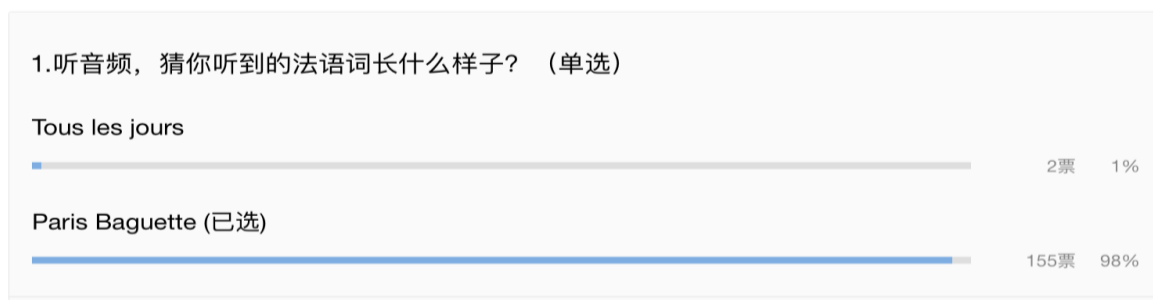 1.听音频，猜你听到的法语词长什么样子？（单选）
Tous les jours
2票 1%
Paris Baguette (已选)
155票 98%